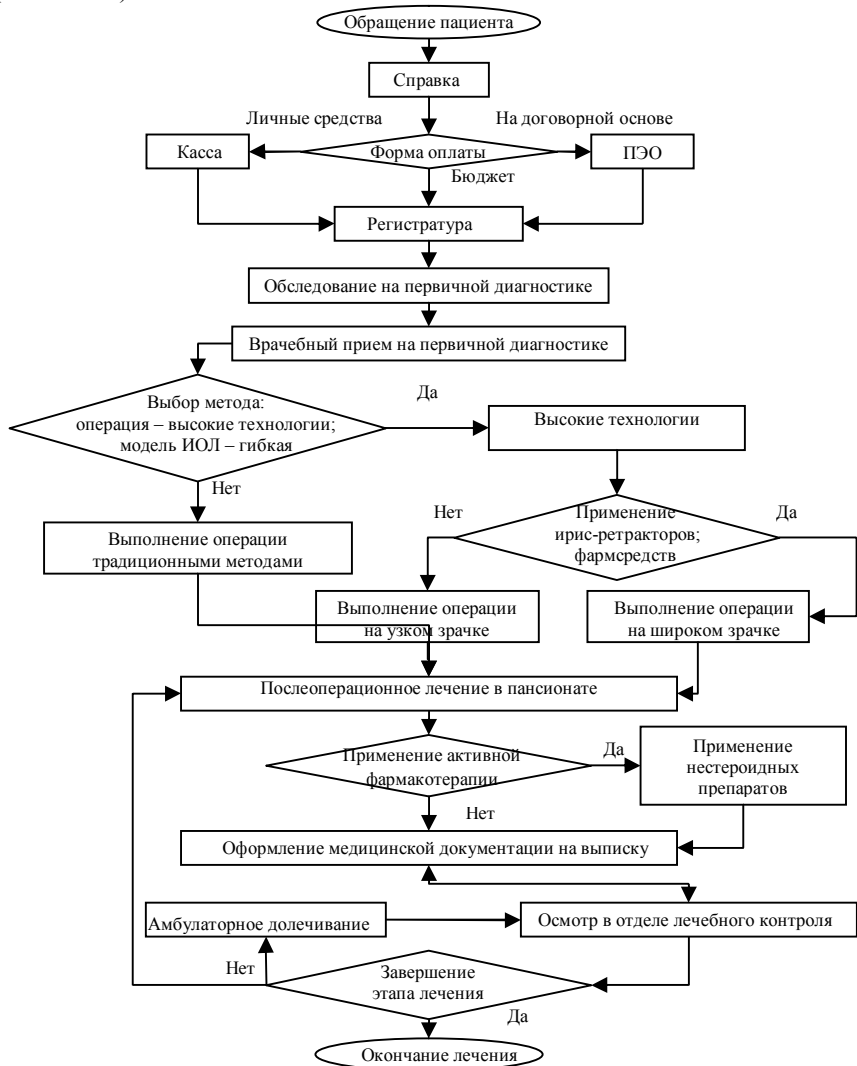 Обращение пациента
Справка
Личные средства
На договорной основе
Касса
Форма оплаты
ПЭО
Бюджет
Регистратура
Обследование на первичной диагностике
Врачебный прием на первичной диагностике
Выбор метода:
операция – высокие технологии;
модель ИОЛ – гибкая
Да
Высокие технологии
Нет
Выполнение операции
традиционными методами
Нет
Применение
ирис-ретракторов;
фармсредств
Да
Выполнение операции
на узком зрачке
Выполнение операции
на широком зрачке
Послеоперационное лечение в пансионате
Применение активной
фармакотерапии
Да
Применение
нестероидных
препаратов
Нет
Оформление медицинской документации на выписку
Амбулаторное долечивание
Осмотр в отделе лечебного контроля
Нет
Завершение
этапа лечения
Да
Окончание лечения